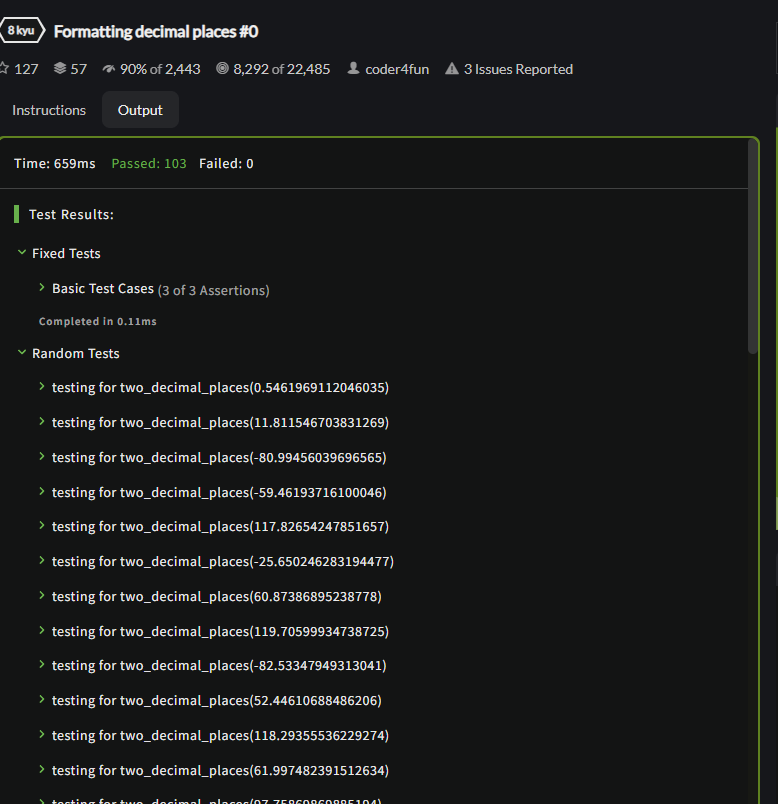 8 kyu Formatting decimal places #0
127 57 90% of 2,443 8,292 of 22,485 coder4fun 3 Issues Reported
Instructions Output
Time: 659ms Passed: 103 Failed: 0
Test Results:
Fixed Tests
Basic Test Cases (3 of 3 Assertions)
Completed in 0.11ms
Random Tests
testing for two_decimal_places(0.5461969112046035)
testing for two_decimal_places(11.811546703831269)
testing for two_decimal_places(-80.99456039696565)
testing for two_decimal_places(-59.46193716100046)
testing for two_decimal_places(117.82654247851657)
testing for two_decimal_places(-25.650246283194477)
testing for two_decimal_places(60.87386895238778)
testing for two_decimal_places(119.70599934738725)
testing for two_decimal_places(-82.53347949313041)
testing for two_decimal_places(52.44610688486206)
testing for two_decimal_places(118.29355536229274)
testing for two_decimal_places(61.997482391512634)
testing for